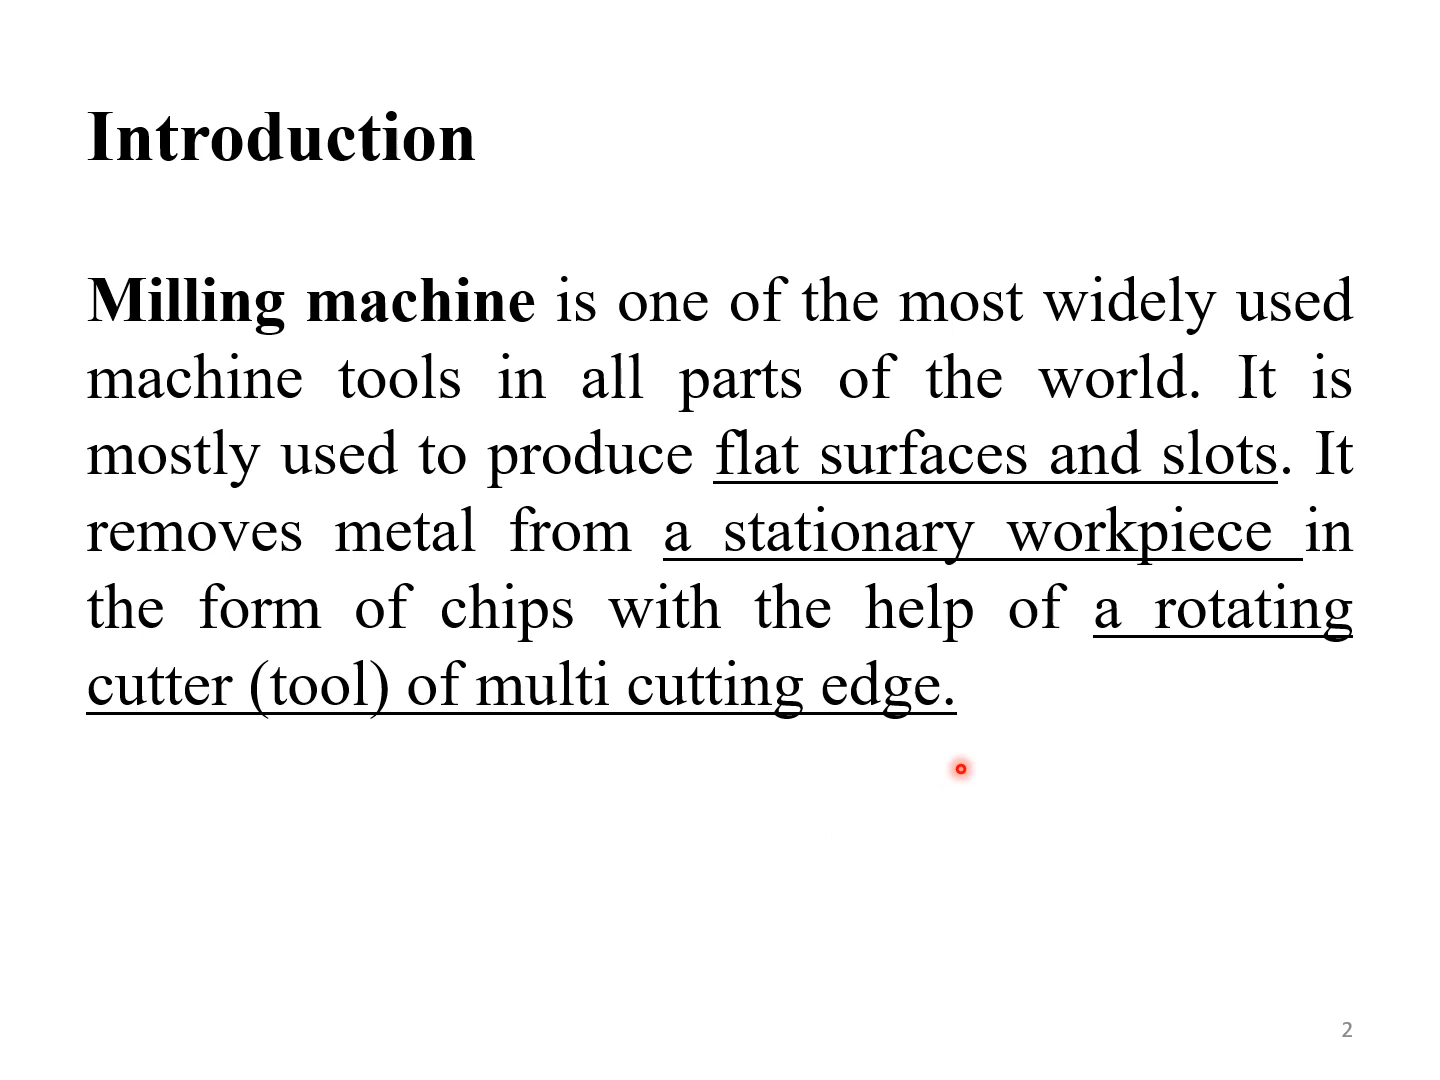 Introduction
Milling machine is one of the most widely used
machine tools in all parts of the world. It is
mostly used to produce flat surfaces and slots. It
removes metal from a stationary workpiece in
the form of chips with the help of a rotating
cutter (tool) of multi cutting edge.
2